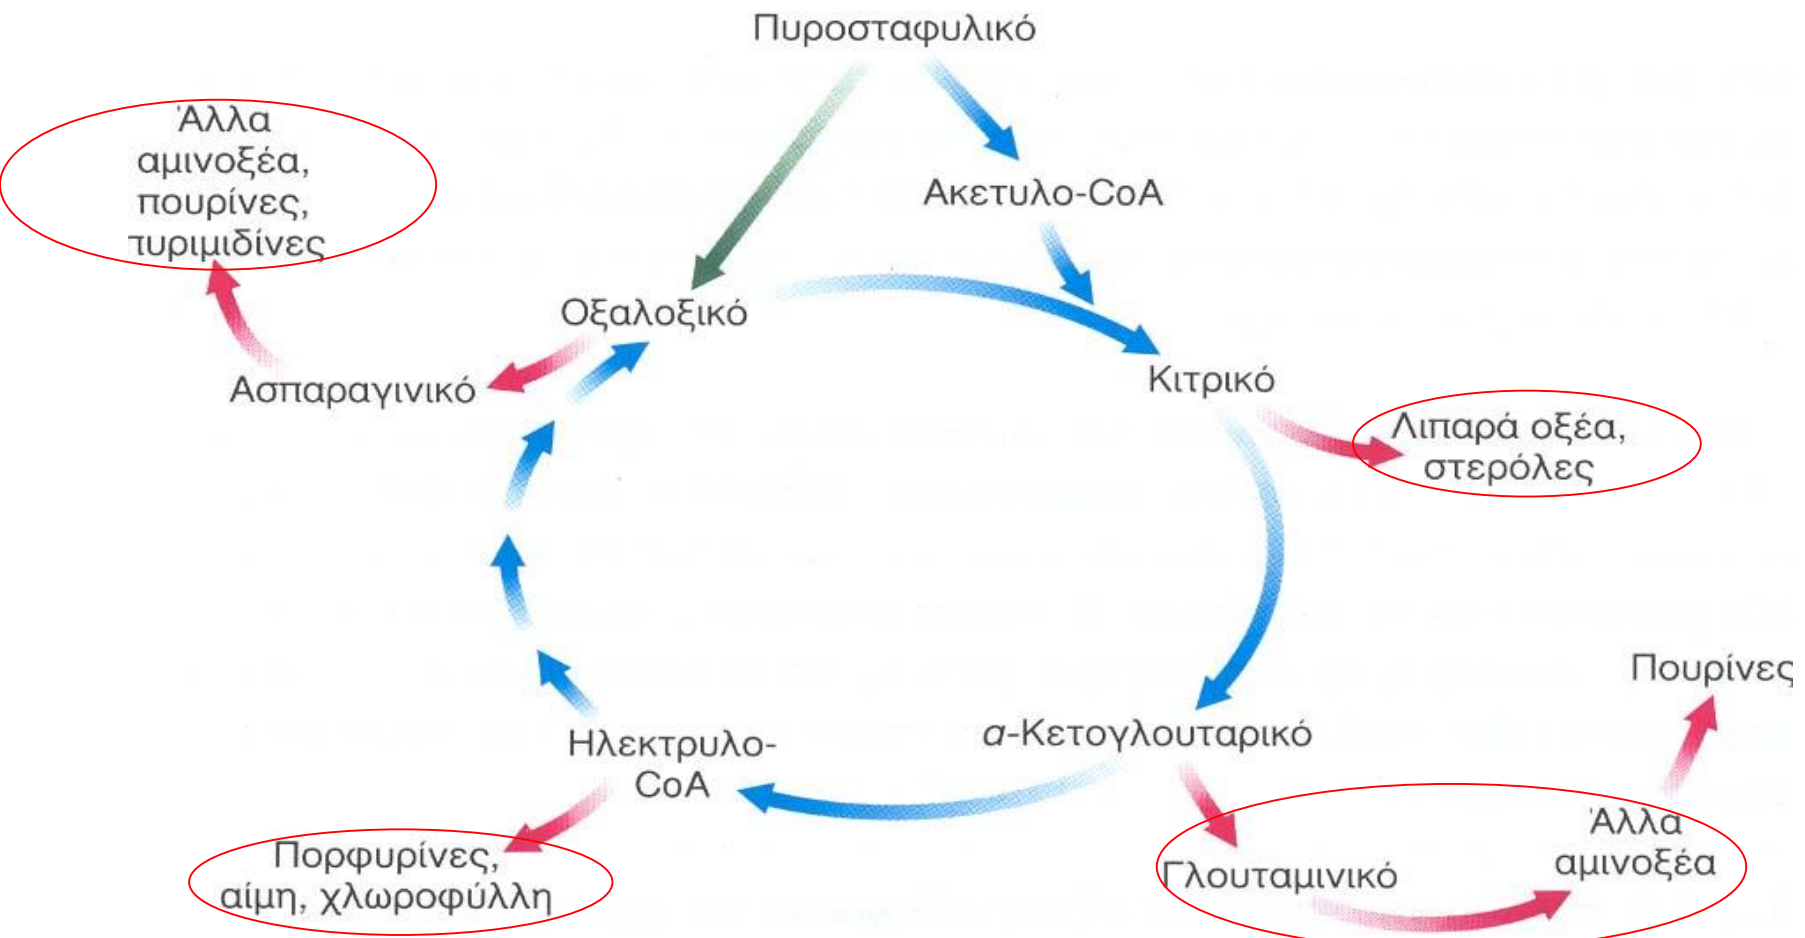 Πυροσταφυλικό
Άλλα
αμινοξέα,
πουρίνες,
πυριμιδίνες
Ακετυλο-CoA
Οξαλοξικό
Ασπαραγινικό
Κιτρικό
Λιπαρά οξέα,
στερόλες
Πουρίνες
α-Κετογλουταρικό
Ηλεκτρυλο-
CoA
Άλλα
αμινοξέα
Γλουταμινικό
Πορφυρίνες,
αίμη, χλωροφύλλη